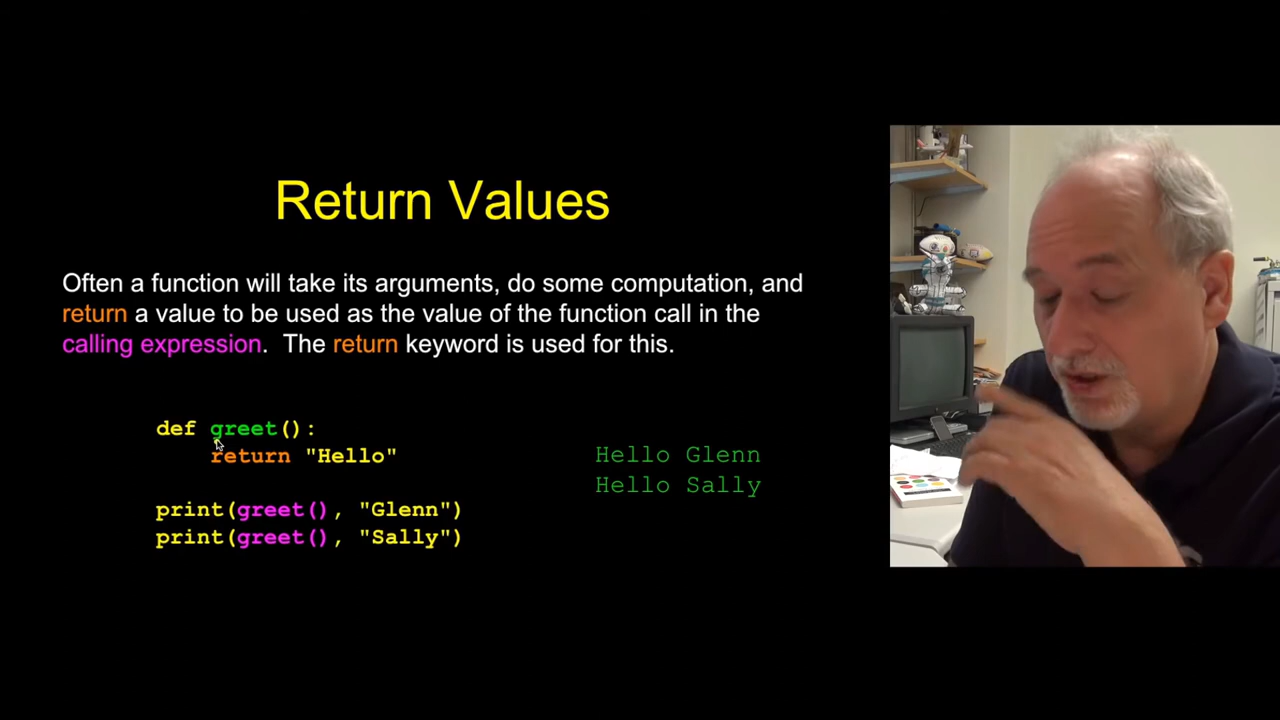 Return Values
Often a function will take its arguments, do some computation, and
return a value to be used as the value of the function call in the
calling expression.  The return keyword is used for this.
def greet():
    return "Hello"
print(greet(), "Glenn")
print(greet(), "Sally")
Hello Glenn
Hello Sally